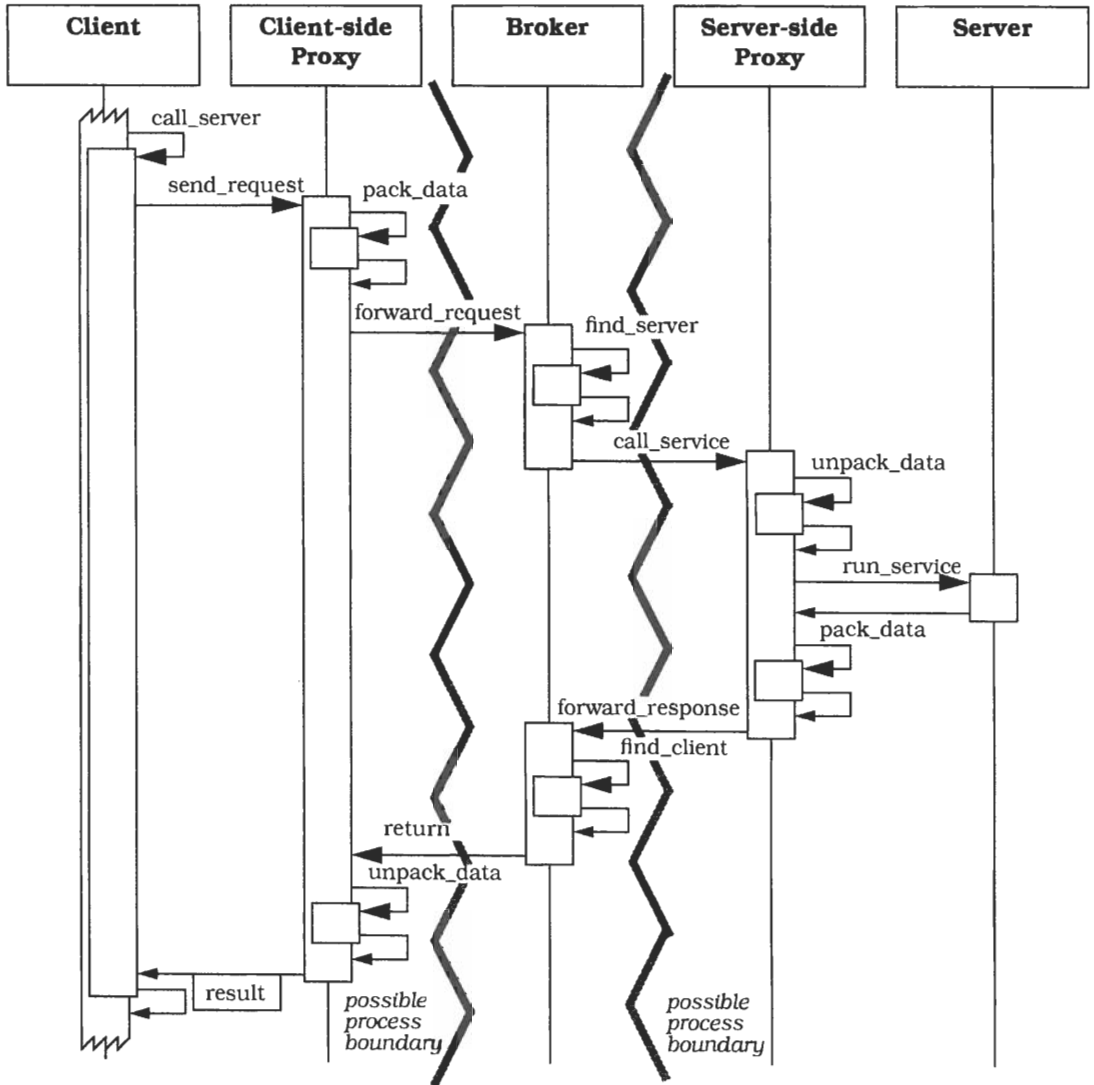 Client
Client-side
Proxy
Broker
Server-side
Proxy
Server
call_server
send_request
pack_data
forward_request
find_server
call_service
unpack_data
run_service
pack_data
forward_response
find_client
return
unpack_data
result
possible
process
boundary
possible
process
boundary